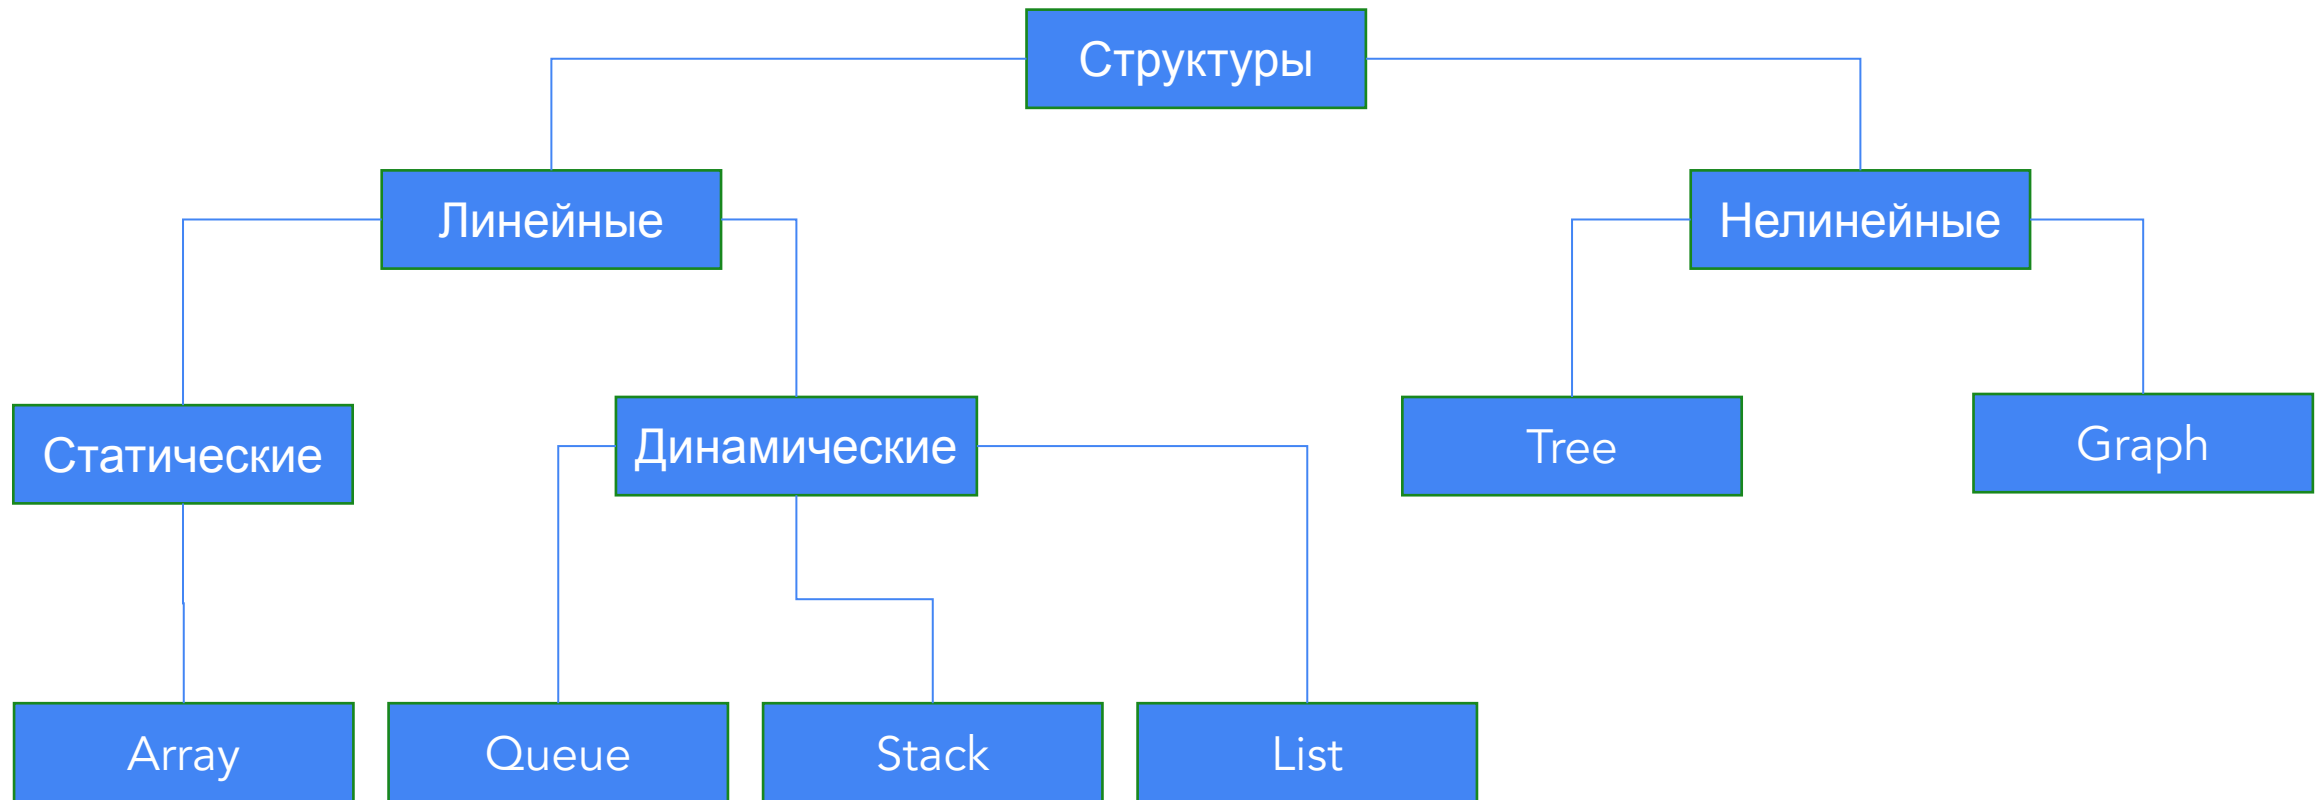 Структуры
Линейные
Нелинейные
Статические
Динамические
Tree
Graph
Array
Queue
Stack
List